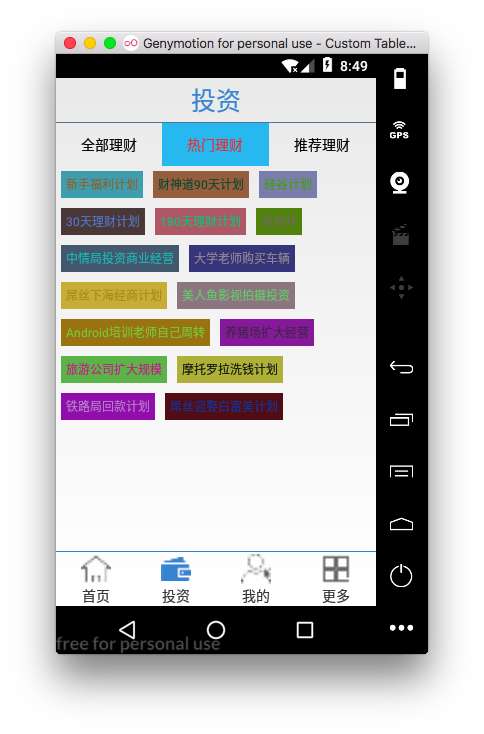 Genymotion for personal use - Custom Table...
8:49
GPS
投资
全部理财 热门理财 推荐理财
新手福利计划 财神道90天计划 硅谷计划
30天理财计划 180天理财计划 月月升
中情局投资商业经营 大学老师购买车辆
屌丝下海经商计划 美人鱼影视拍摄投资
Android培训老师自己周转 养猪场扩大经营
旅游公司扩大规模 摩托罗拉洗钱计划
铁路局回款计划 屌丝迎娶白富美计划
首页 投资 我的 更多
free for personal use